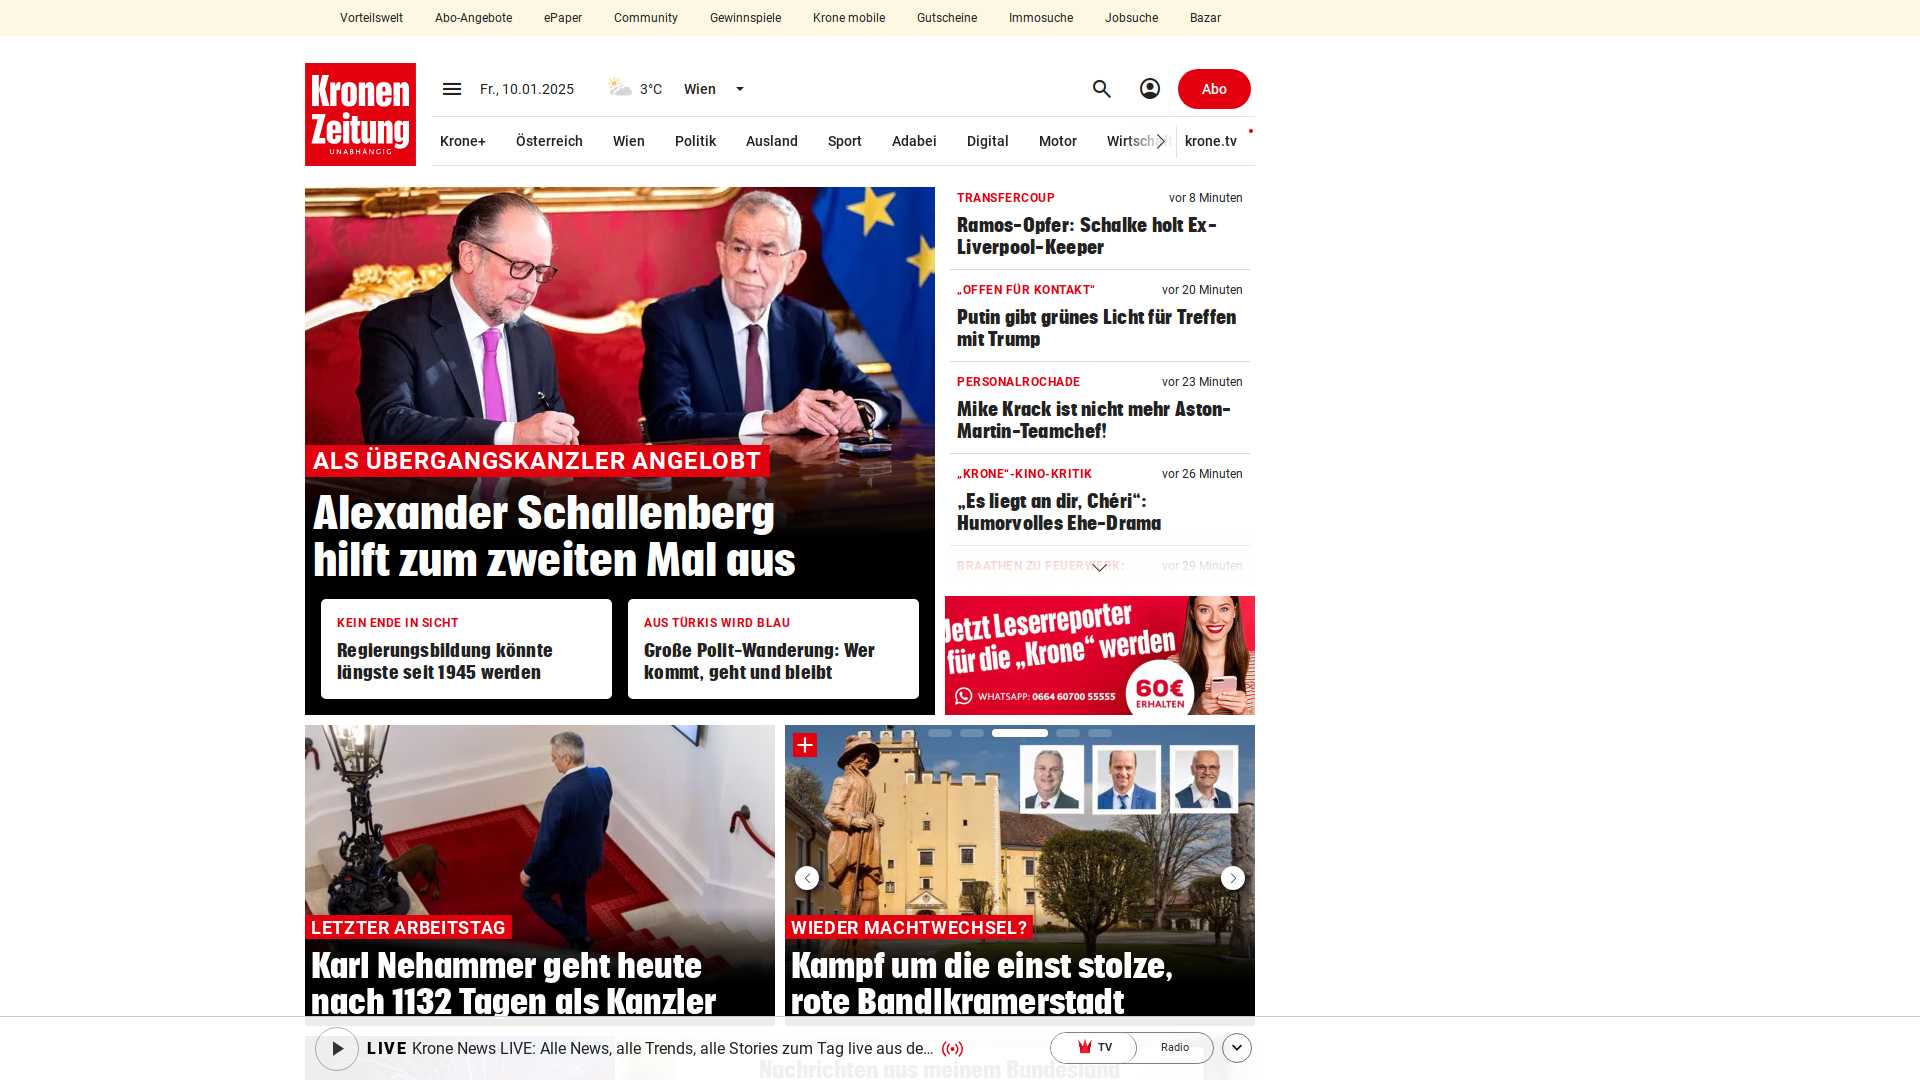 Vorteilswelt Abo-Angebote ePaper Community Gewinnspiele Krone mobile Gutscheine Immosuche Jobsuche Bazar
Kronen
Zeitung
UNABHÄNGIG
Fr., 10.01.2025 3°C Wien
Abo
Krone+ Österreich Wien Politik Ausland Sport Adabei Digital Motor Wirtschaft krone.tv
ALS ÜBERGANGSKANZLER ANGELOBT
Alexander Schallenberg
hilft zum zweiten Mal aus
KEIN ENDE IN SICHT
Regierungsbildung könnte
längste seit 1945 werden
AUS TÜRKIS WIRD BLAU
Große Polit-Wanderung: Wer
kommt, geht und bleibt
TRANSFERCOUP vor 8 Minuten
Ramos-Opfer: Schalke holt Ex-
Liverpool-Keeper
„OFFEN FÜR KONTAKT“ vor 20 Minuten
Putin gibt grünes Licht für Treffen
mit Trump
PERSONALROCHADE vor 23 Minuten
Mike Krack ist nicht mehr Aston-
Martin-Teamchef!
„KRONE“-KINO-KRITIK vor 26 Minuten
„Es liegt an dir, Chéri“:
Humorvolles Ehe-Drama
BRAATHEN ZU FEUERWERK: vor 29 Minuten
Jetzt Leserreporter
für die „Krone“ werden
WHATSAPP: 0664 60700 55555
60€
ERHALTEN
LETZTER ARBEITSTAG
Karl Nehammer geht heute
nach 1132 Tagen als Kanzler
WIEDER MACHTWECHSEL?
Kampf um die einst stolze,
rote Bandlkramerstadt
LIVE Krone News LIVE: Alle News, alle Trends, alle Stories zum Tag live aus de…
TV Radio
Nachrichten aus meinem Bundesland